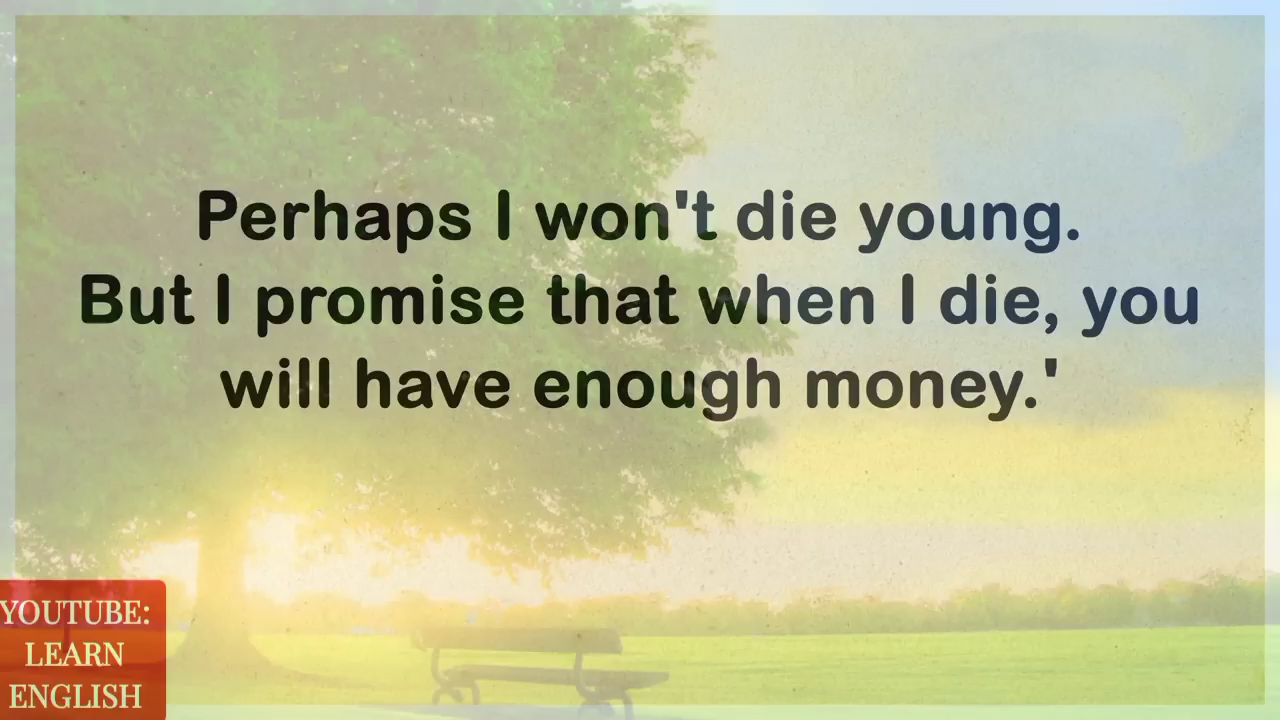 Perhaps I won't die young.
But I promise that when I die, you
will have enough money.'
YOUTUBE:
LEARN
ENGLISH